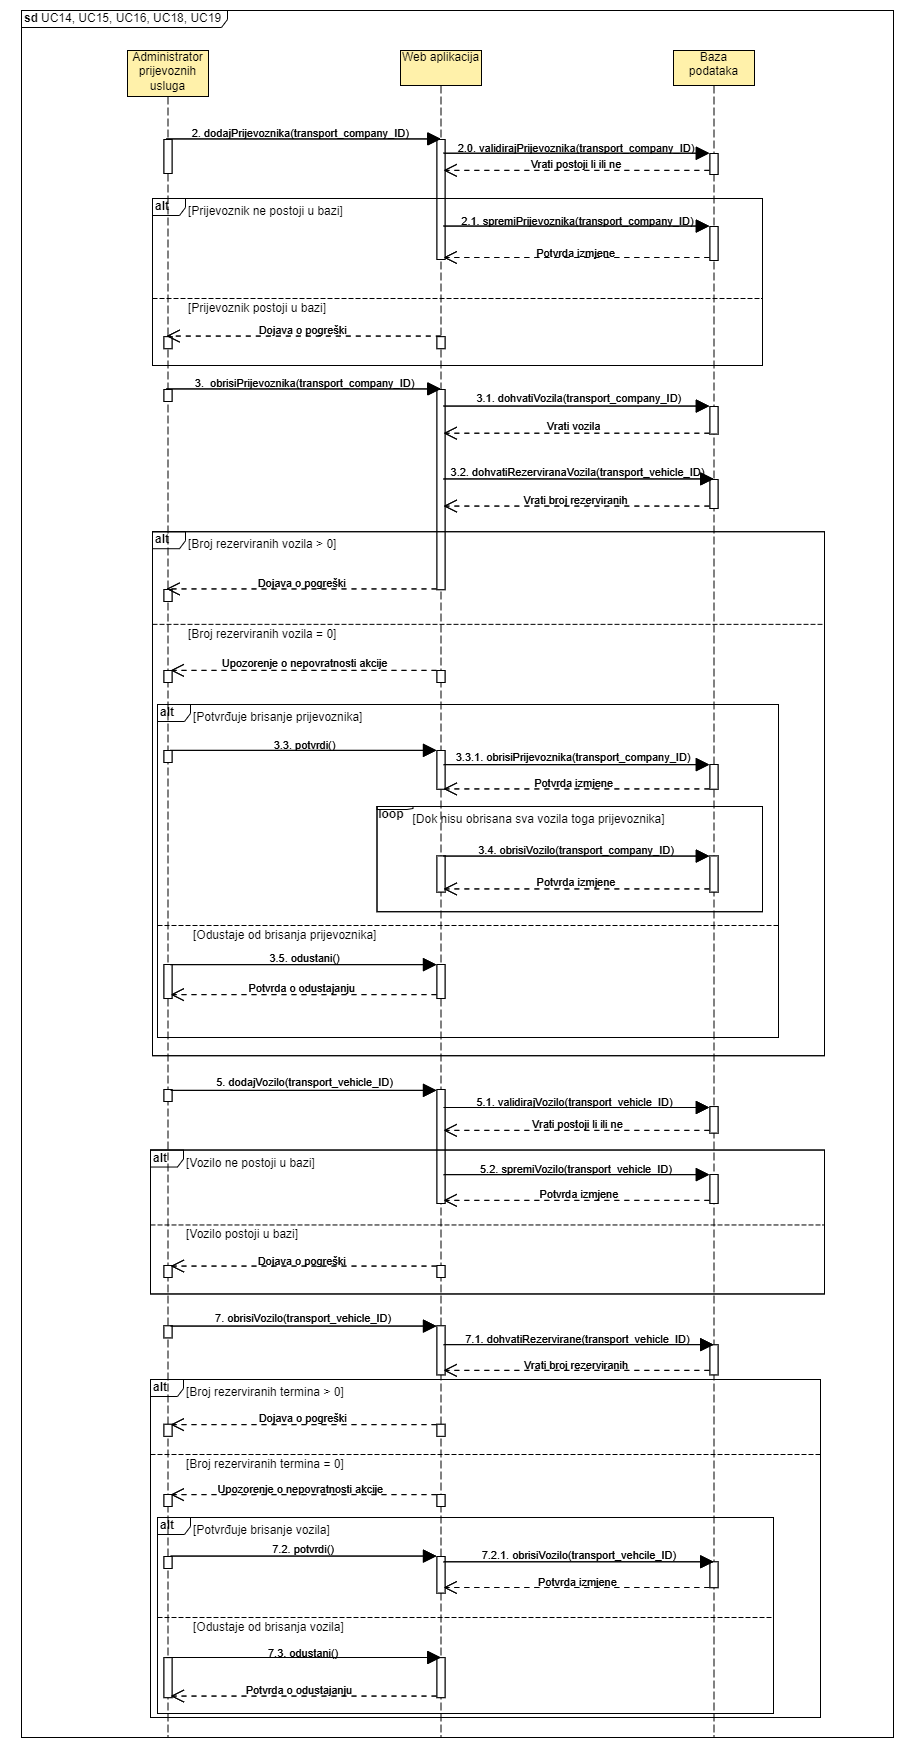 sd UC14, UC15, UC16, UC18, UC19
Administrator
prijevoznih
usluga
Web aplikacija
Baza
podataka
2. dodajPrijevoznika(transport_company_ID)
2.0. validirajPrijevoznika(transport_company_ID)
Vrati postoji li ili ne
alt
[Prijevoznik ne postoji u bazi]
2.1. spremiPrijevoznika(transport_company_ID)
Potvrda izmjene
[Prijevoznik postoji u bazi]
Dojava o pogreški
3. obrisiPrijevoznika(transport_company_ID)
3.1. dohvatiVozila(transport_company_ID)
Vrati vozila
3.2. dohvatiRezerviranaVozila(transport_vehicle_ID)
Vrati broj rezerviranih
alt
[Broj rezerviranih vozila > 0]
Dojava o pogreški
[Broj rezerviranih vozila = 0]
Upozorenje o nepovratnosti akcije
alt
[Potvrđuje brisanje prijevoznika]
3.3. potvrdi()
3.3.1. obrisiPrijevoznika(transport_company_ID)
Potvrda izmjene
loop
[Dok nisu obrisana sva vozila toga prijevoznika]
3.4. obrisiVozilo(transport_company_ID)
Potvrda izmjene
[Odustaje od brisanja prijevoznika]
3.5. odustani()
Potvrda o odustajanju
5. dodajVozilo(transport_vehicle_ID)
5.1. validirajVozilo(transport_vehicle_ID)
Vrati postoji li ili ne
alt
[Vozilo ne postoji u bazi]
5.2. spremiVozilo(transport_vehicle_ID)
Potvrda izmjene
[Vozilo postoji u bazi]
Dojava o pogreški
7. obrisiVozilo(transport_vehicle_ID)
7.1. dohvatiRezervirane(transport_vehicle_ID)
Vrati broj rezerviranih
alt
[Broj rezerviranih termina > 0]
Dojava o pogreški
[Broj rezerviranih termina = 0]
Upozorenje o nepovratnosti akcije
alt
[Potvrđuje brisanje vozila]
7.2. potvrdi()
7.2.1. obrisiVozilo(transport_vehcile_ID)
Potvrda izmjene
[Odustaje od brisanja vozila]
7.3. odustani()
Potvrda o odustajanju